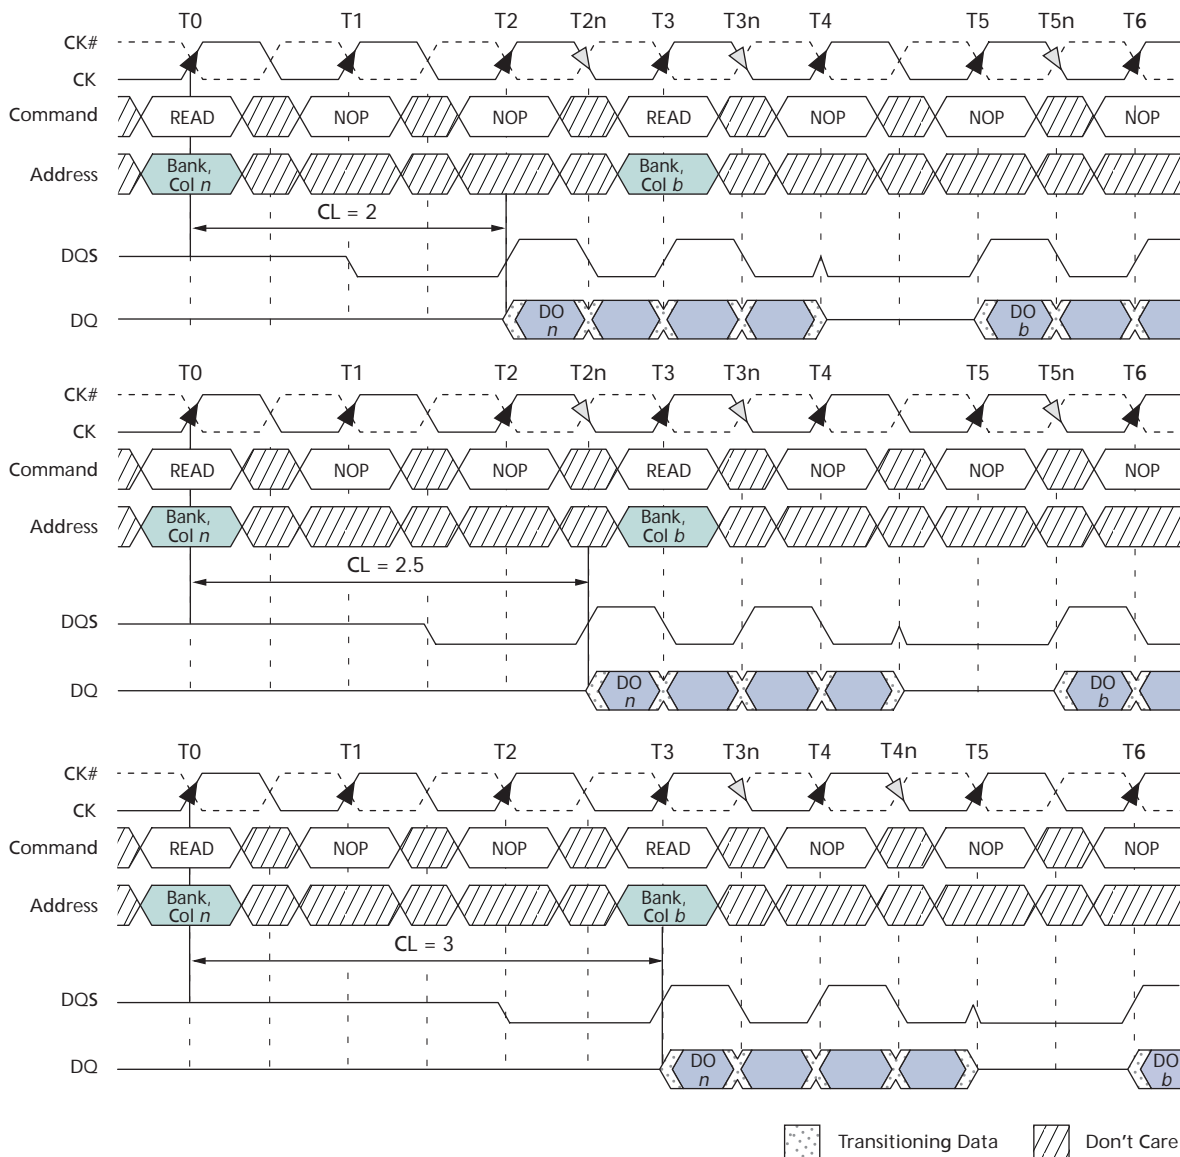 T0 T1 T2 T2n T3 T3n T4 T5 T5n T6
CK#
CK
Command READ NOP NOP READ NOP NOP NOP
Address Bank, Col n Bank, Col b
CL = 2
DQS
DQ DO n DO b
T0 T1 T2 T2n T3 T3n T4 T5 T5n T6
CK#
CK
Command READ NOP NOP READ NOP NOP NOP
Address Bank, Col n Bank, Col b
CL = 2.5
DQS
DQ DO n DO b
T0 T1 T2 T3 T3n T4 T4n T5 T6
CK#
CK
Command READ NOP NOP READ NOP NOP NOP
Address Bank, Col n Bank, Col b
CL = 3
DQS
DQ DO n DO b
Transitioning Data Don't Care